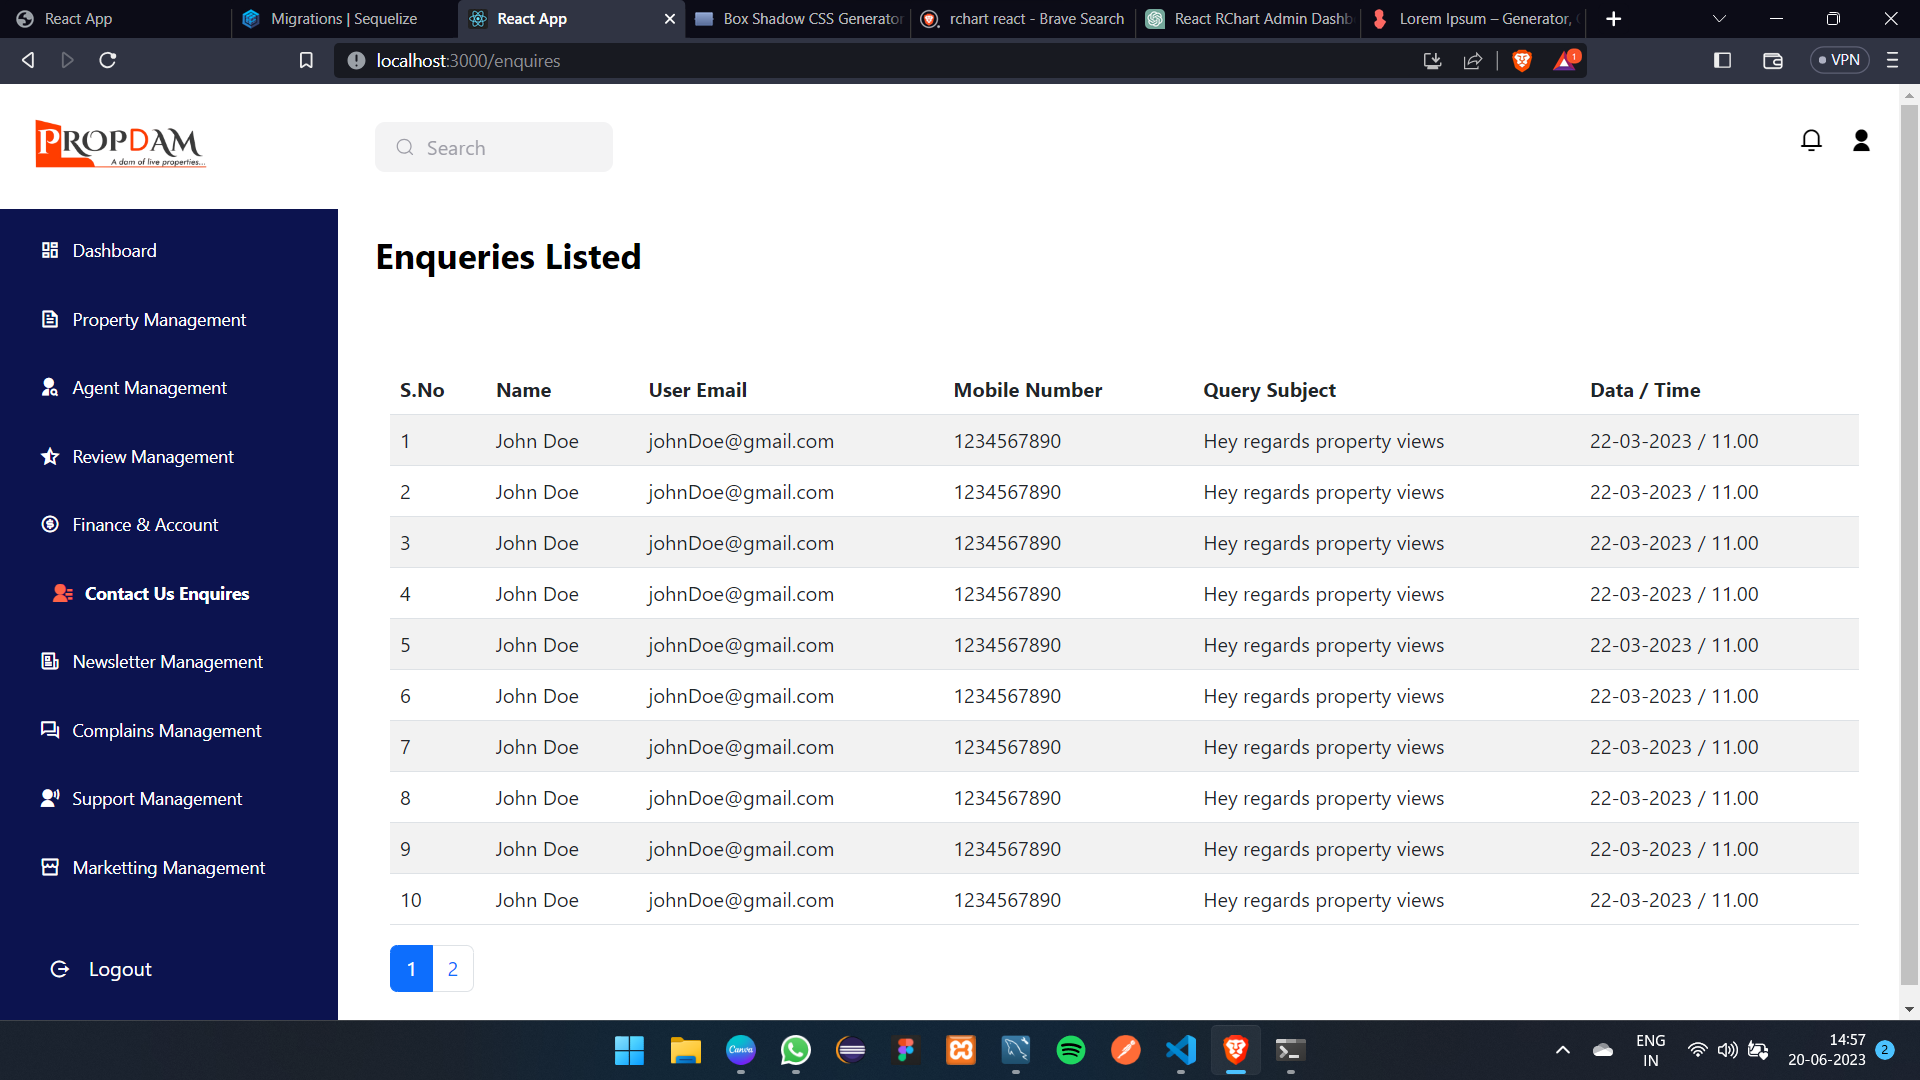 React App
Migrations | Sequelize
React App
Box Shadow CSS Generator
rchart react - Brave Search
React RChart Admin Dashb
Lorem Ipsum – Generator,
localhost:3000/enquires
1
VPN
PROPDAM
A dam of live properties...
Search
Dashboard
Property Management
Agent Management
Review Management
Finance & Account
Contact Us Enquires
Newsletter Management
Complains Management
Support Management
Marketting Management
Logout
Enqueries Listed
S.No Name User Email Mobile Number Query Subject Data / Time
1 John Doe johnDoe@gmail.com 1234567890 Hey regards property views 22-03-2023 / 11.00
2 John Doe johnDoe@gmail.com 1234567890 Hey regards property views 22-03-2023 / 11.00
3 John Doe johnDoe@gmail.com 1234567890 Hey regards property views 22-03-2023 / 11.00
4 John Doe johnDoe@gmail.com 1234567890 Hey regards property views 22-03-2023 / 11.00
5 John Doe johnDoe@gmail.com 1234567890 Hey regards property views 22-03-2023 / 11.00
6 John Doe johnDoe@gmail.com 1234567890 Hey regards property views 22-03-2023 / 11.00
7 John Doe johnDoe@gmail.com 1234567890 Hey regards property views 22-03-2023 / 11.00
8 John Doe johnDoe@gmail.com 1234567890 Hey regards property views 22-03-2023 / 11.00
9 John Doe johnDoe@gmail.com 1234567890 Hey regards property views 22-03-2023 / 11.00
10 John Doe johnDoe@gmail.com 1234567890 Hey regards property views 22-03-2023 / 11.00
1 2
Canva
ENG
IN
14:57
20-06-2023
2